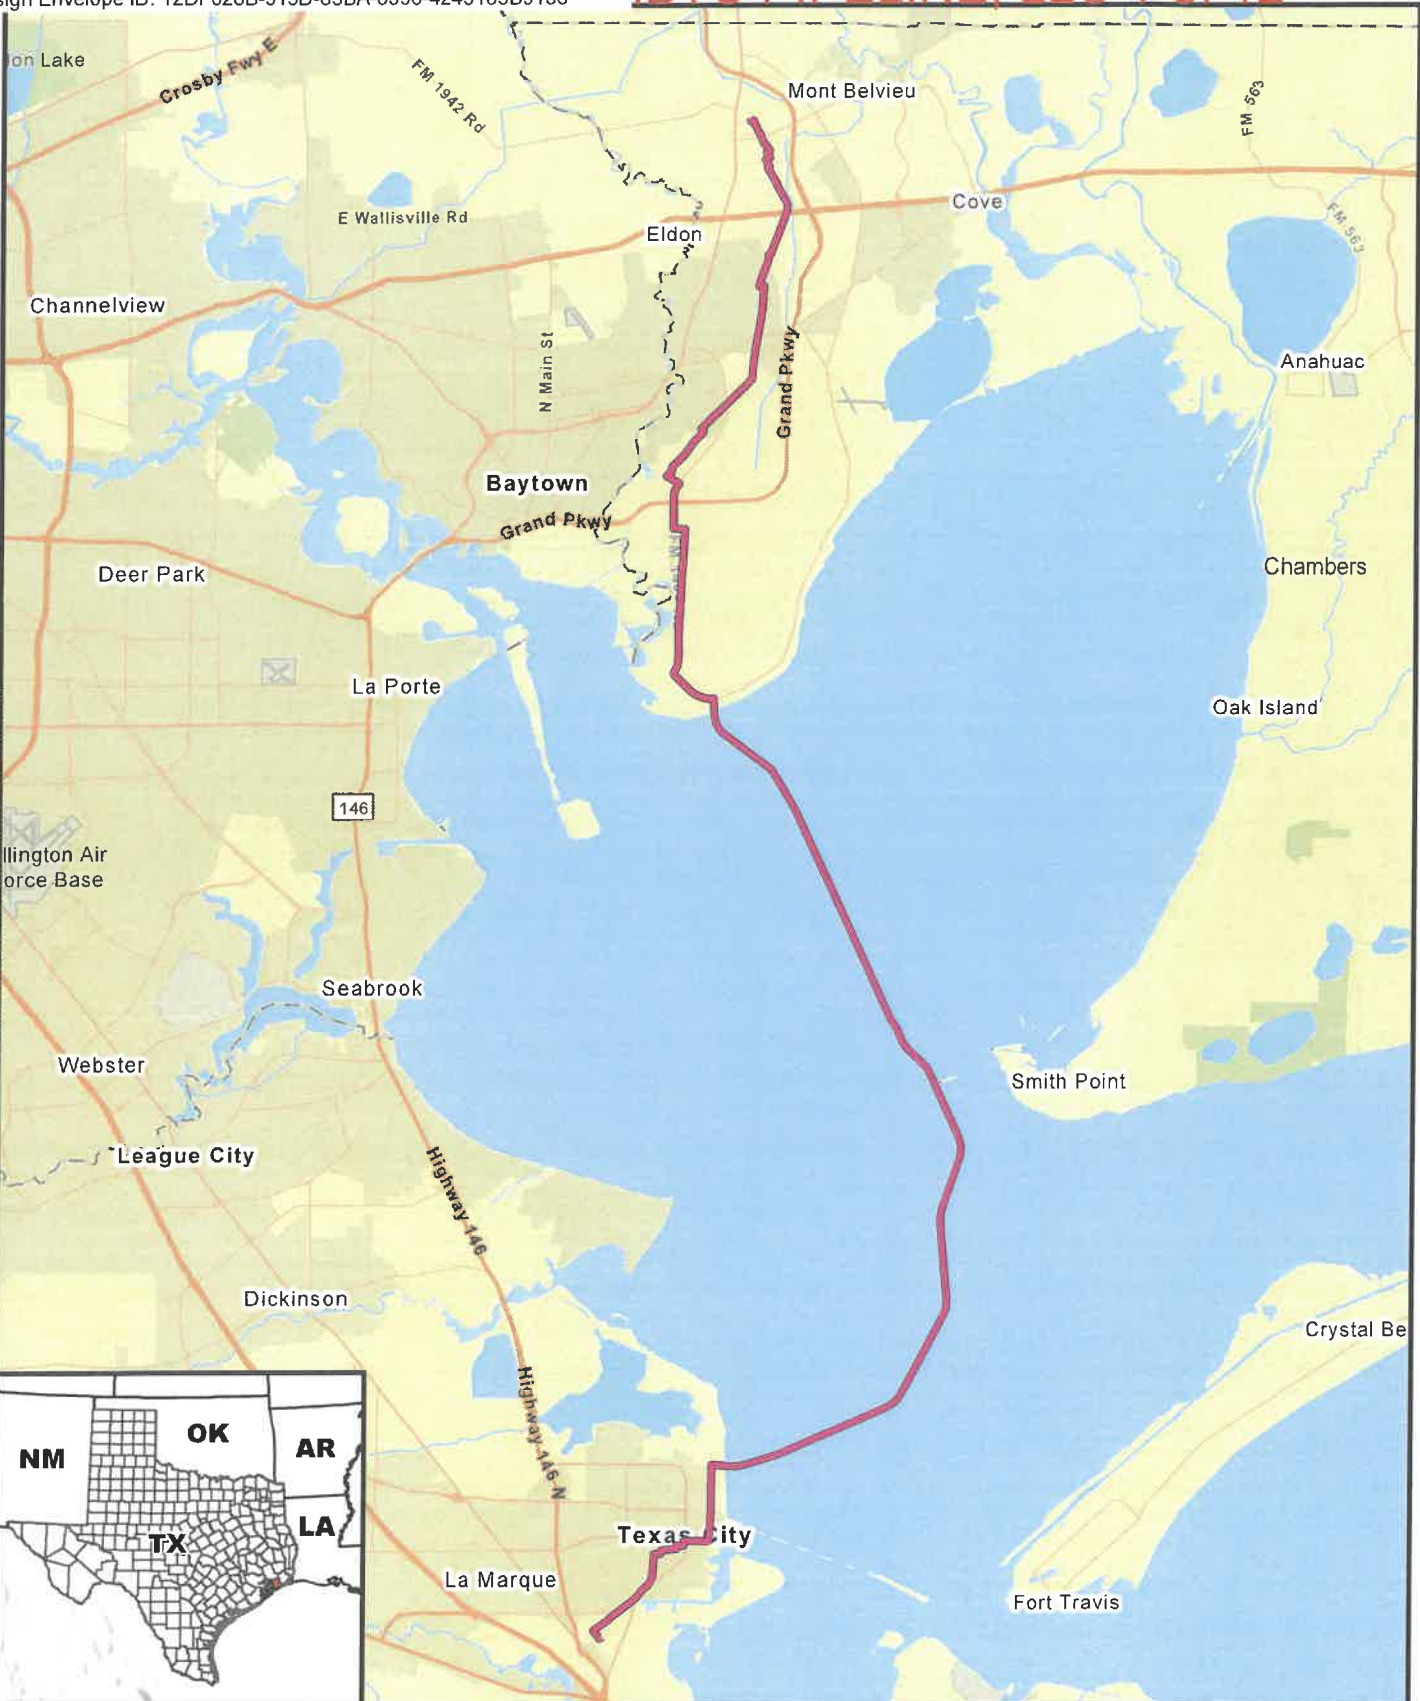 on Lake
Crosby Fwy E
FM 1942 Rd
Mont Belvieu
FM 563
E Wallisville Rd
Cove
Eldon
FM 563
Channelview
N Main St
Grand Pkwy
Anahuac
Baytown
Grand Pkwy
Deer Park
Chambers
La Porte
Oak Island
146
llington Air
orce Base
Seabrook
Webster
Smith Point
League City
Highway 146
Dickinson
Crystal Be
Highway 146 N
OK
NM
AR
TX
LA
Texas City
La Marque
Fort Travis